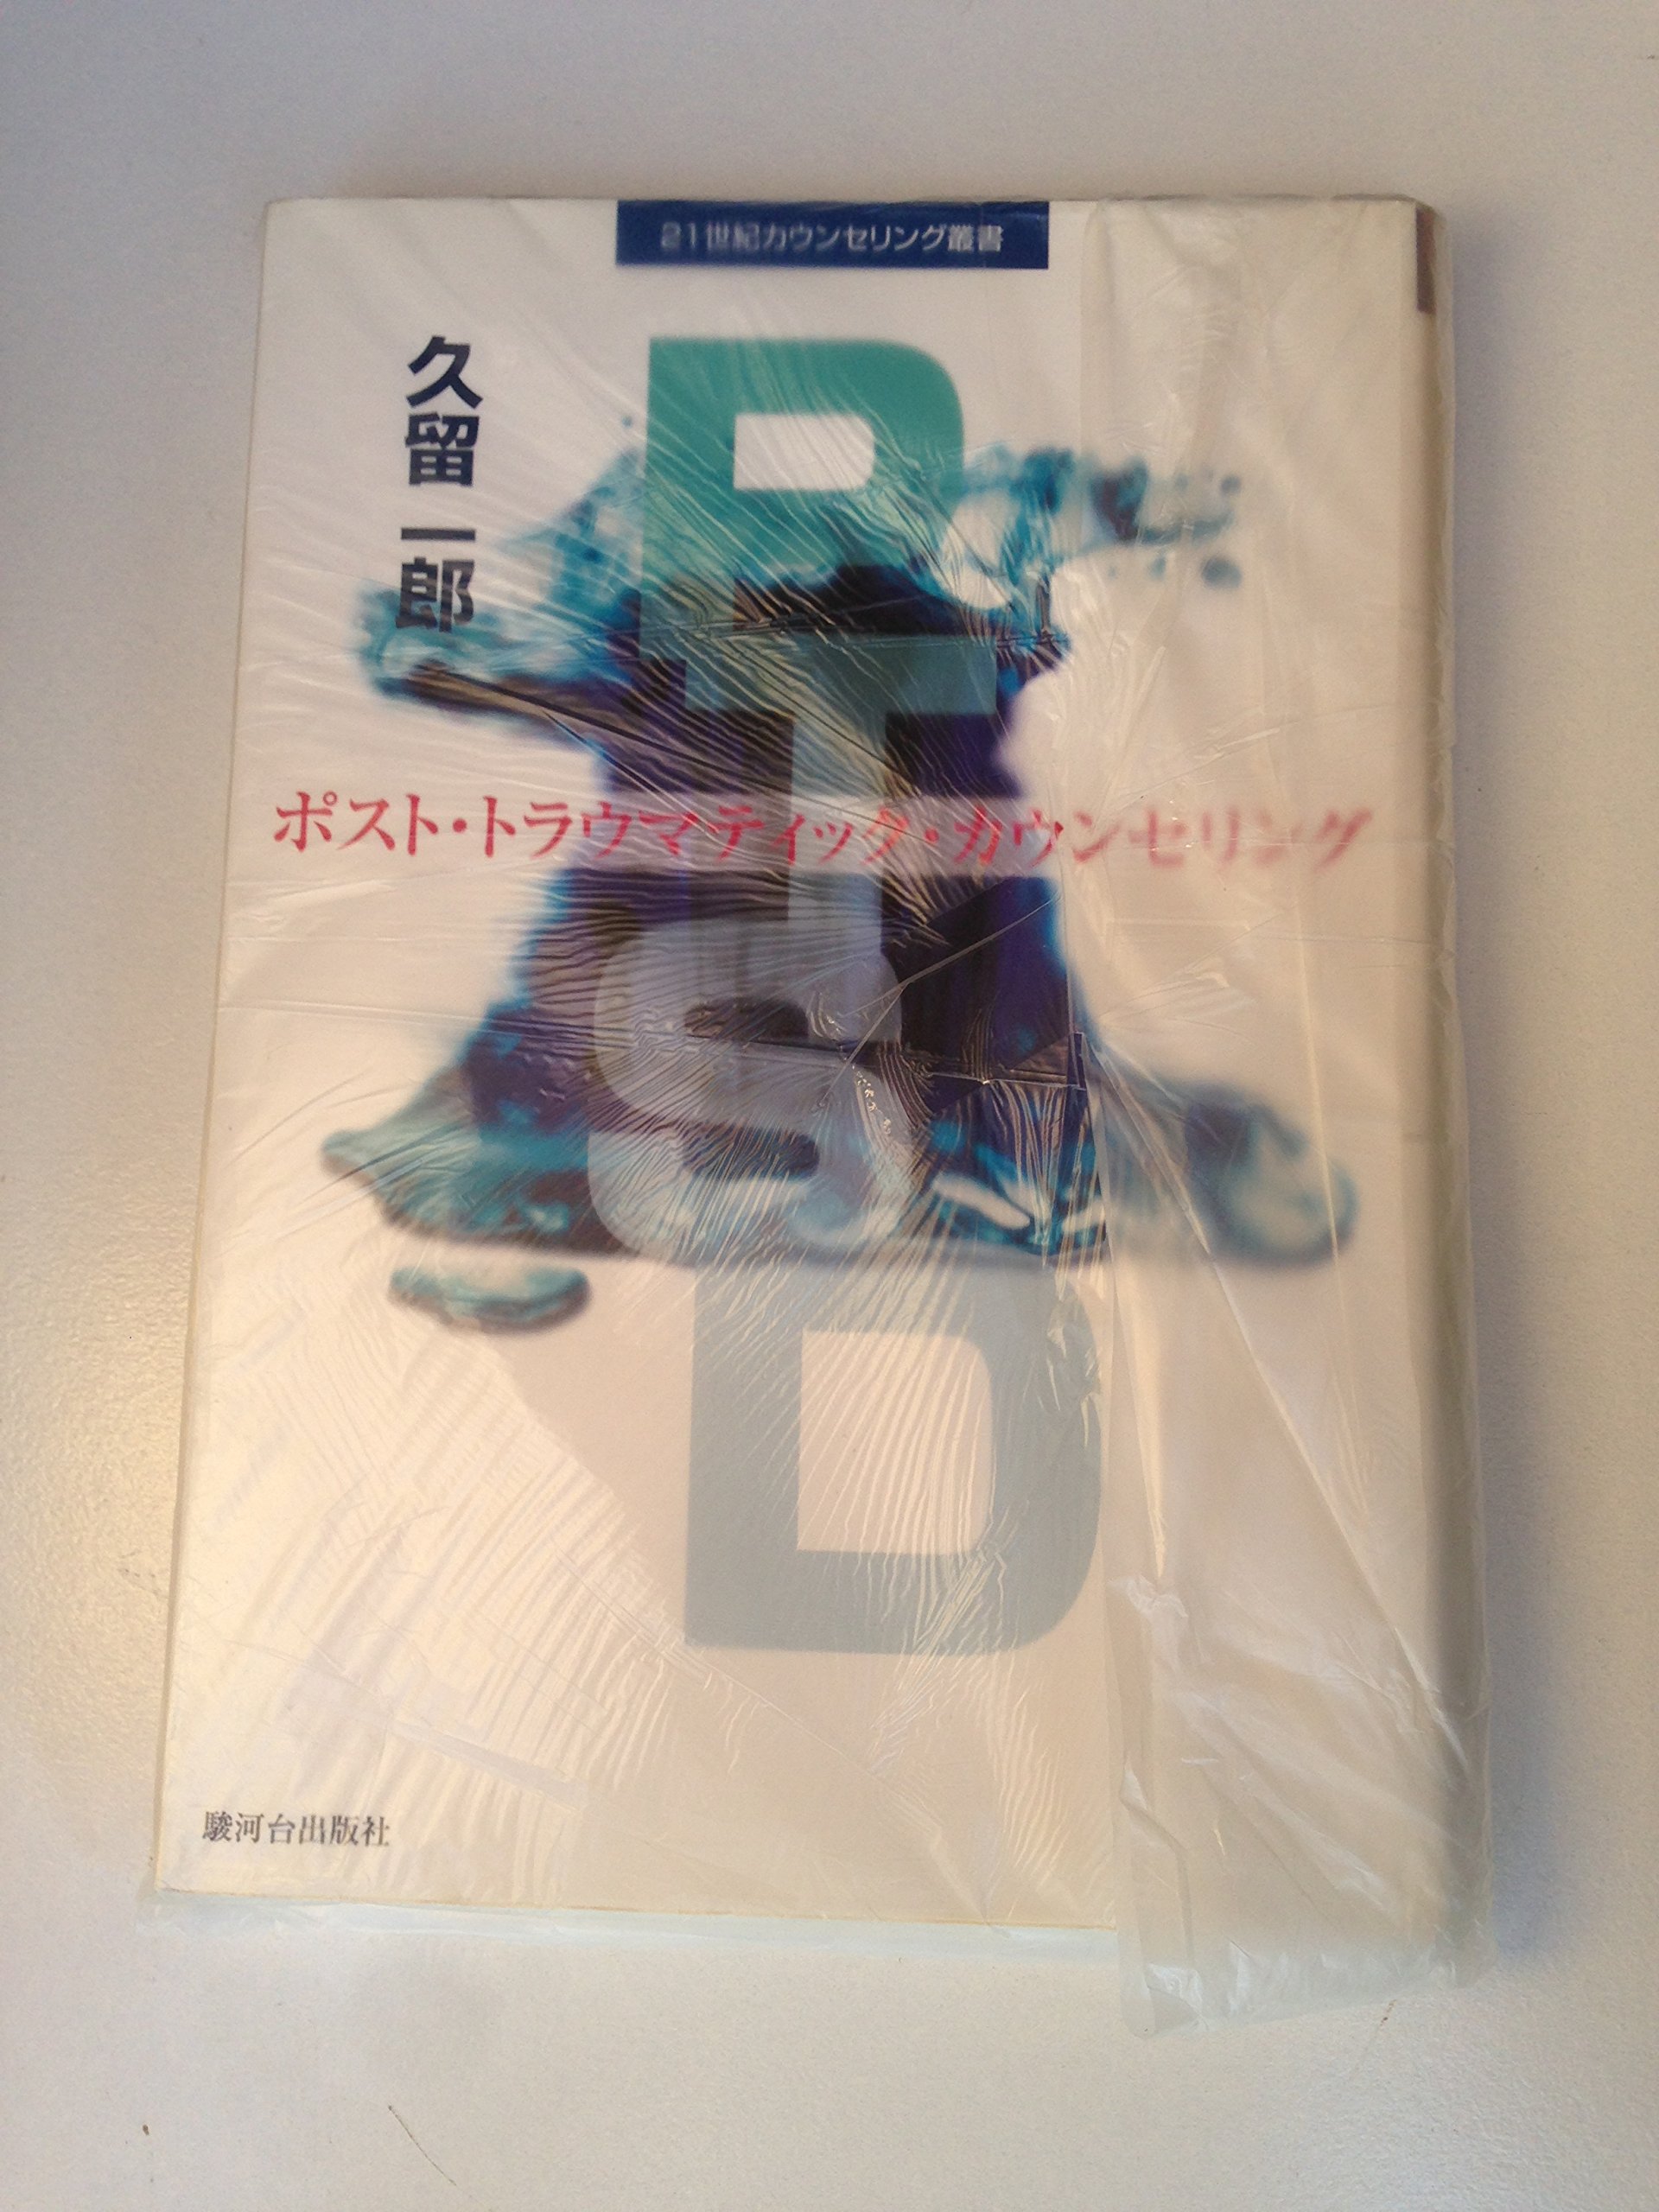 21世紀カウンセリング叢書
久留一郎
PTSD
ポスト・トラウマティック・カウンセリング
駿河台出版社